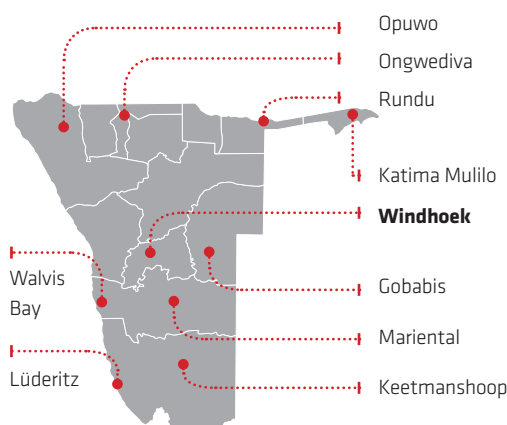 Opuwo
Ongwediva
Rundu
Katima Mulilo
Windhoek
Walvis
Bay
Gobabis
Mariental
Lüderitz
Keetmanshoop